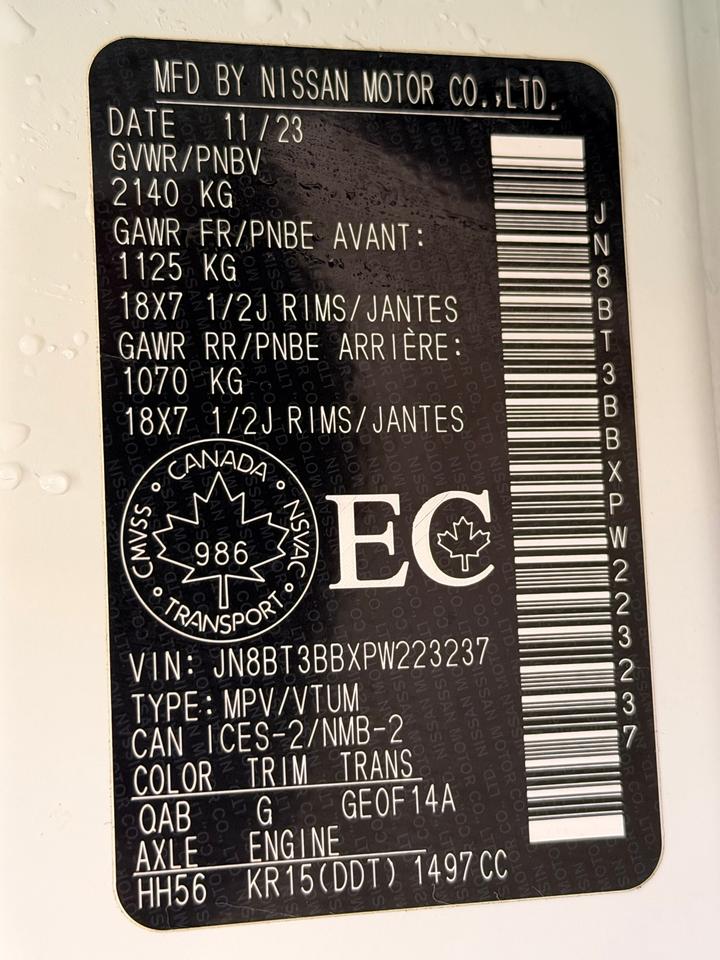 MFD BY NISSAN MOTOR CO.,LTD.
DATE 11/23
GVWR/PNBV
2140 KG
GAWR FR/PNBE AVANT:
1125 KG
18X7 1/2J RIMS/JANTES
GAWR RR/PNBE ARRIÈRE:
1070 KG
18X7 1/2J RIMS/JANTES
CANADA
CMVSS NSVAC
986
TRANSPORT
EC
VIN: JN8BT3BBXPW223237
TYPE: MPV/VTUM
CAN ICES-2/NMB-2
COLOR TRIM TRANS
QAB G GEOF14A
AXLE ENGINE
HH56 KR15(DDT) 1497CC
JN8BT3BBXPW223237